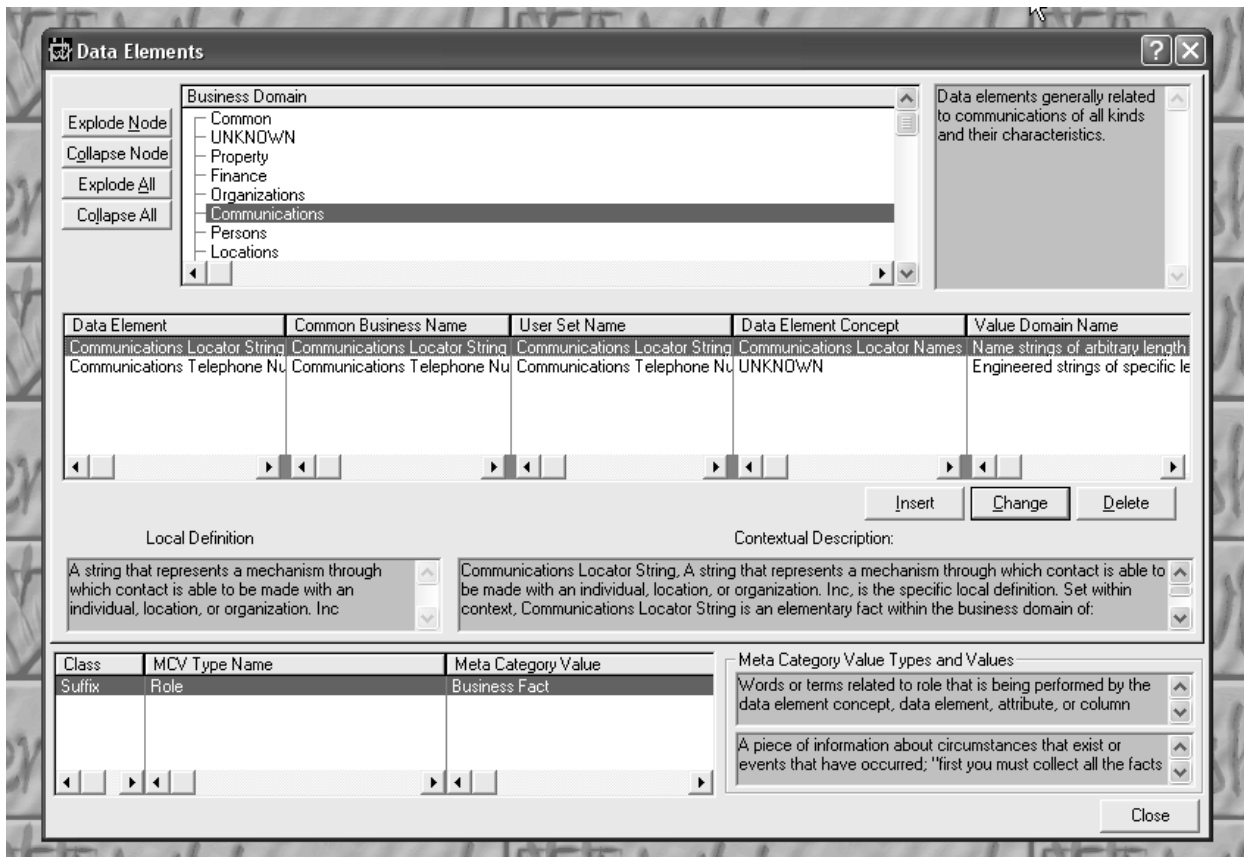 Data Elements
Explode Node
Collapse Node
Explode All
Collapse All
Business Domain
Common
UNKNOWN
Property
Finance
Organizations
Communications
Persons
Locations
Data elements generally related
to communications of all kinds
and their characteristics.
Data Element Common Business Name User Set Name Data Element Concept Value Domain Name
Communications Locator String Communications Locator String Communications Locator String Communications Locator Names Name strings of arbitrary length
Communications Telephone Nu Communications Telephone Nu Communications Telephone Nu UNKNOWN Engineered strings of specific le
Insert Change Delete
Local Definition
A string that represents a mechanism through
which contact is able to be made with an
individual, location, or organization. Inc
Contextual Description:
Communications Locator String, A string that represents a mechanism through which contact is able to
be made with an individual, location, or organization. Inc, is the specific local definition. Set within
context, Communications Locator String is an elementary fact within the business domain of:
Class MCV Type Name Meta Category Value
Suffix Role Business Fact
Meta Category Value Types and Values
Words or terms related to role that is being performed by the
data element concept, data element, attribute, or column
A piece of information about circumstances that exist or
events that have occurred; "first you must collect all the facts
Close